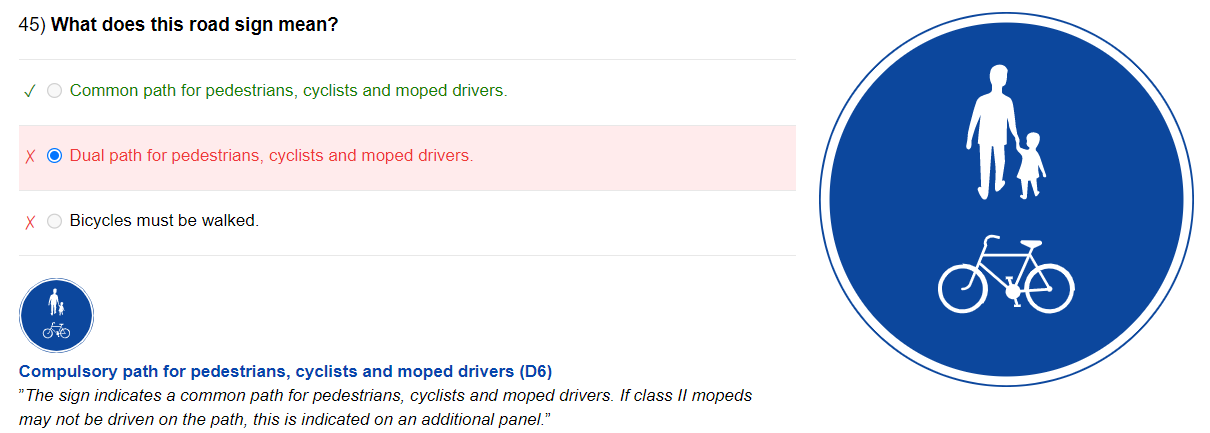 45) What does this road sign mean?
✓ Common path for pedestrians, cyclists and moped drivers.
✗ Dual path for pedestrians, cyclists and moped drivers.
✗ Bicycles must be walked.
Compulsory path for pedestrians, cyclists and moped drivers (D6)
”The sign indicates a common path for pedestrians, cyclists and moped drivers. If class II mopeds
may not be driven on the path, this is indicated on an additional panel.”